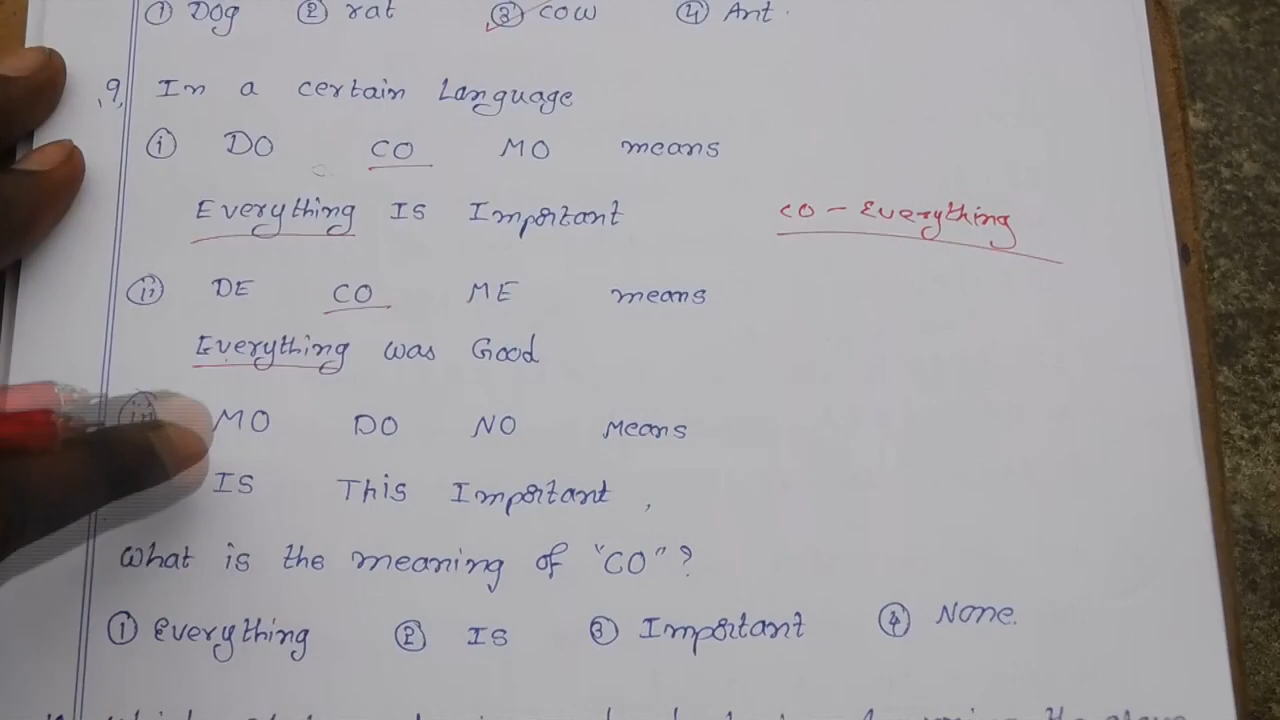 ① Dog ② rat ③ cow ④ Ant.
9, In a certain Language
ⓘ DO CO MO means
Everything IS Important co - Everything
ⅱ DE CO ME means
Everything was Good
MO DO NO Means
IS This Important,
What is the meaning of "CO"?
① Everything ② IS ③ Important ④ None.